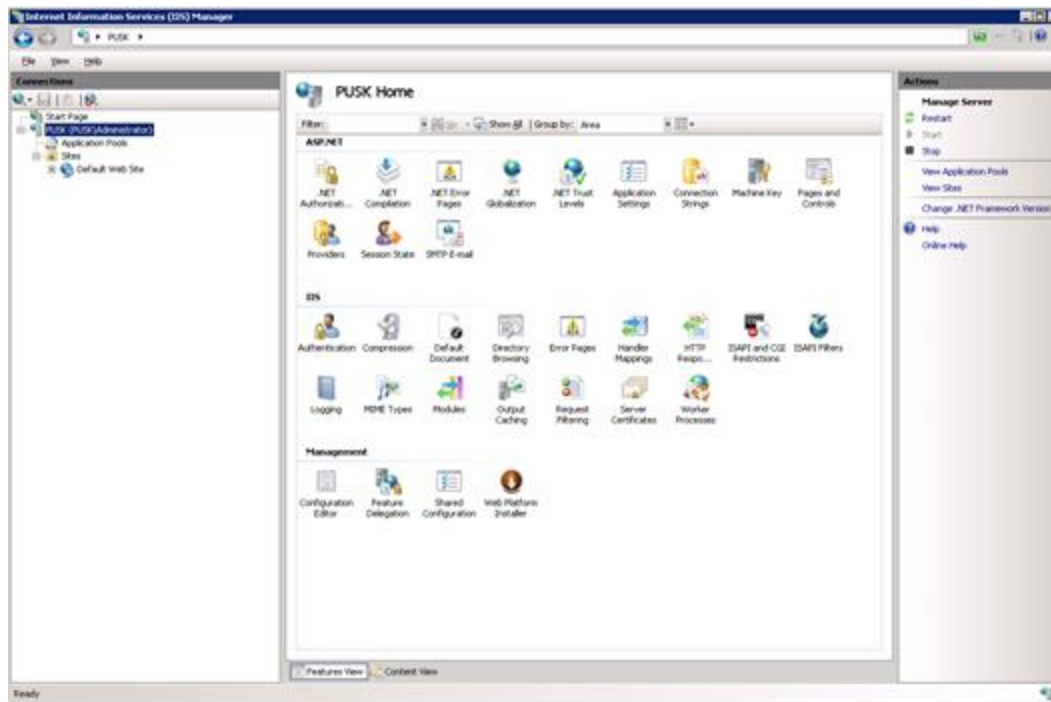 Internet Information Services (IIS) Manager
PUSK
File View Help
Connections
Start Page
PUSK (PUSK\Administrator)
Application Pools
Sites
Default Web Site
PUSK Home
Filter: Show All Group by: Area
ASP.NET
.NET Authorizati...
.NET Compilation
.NET Error Pages
.NET Globalization
.NET Trust Levels
Application Settings
Connection Strings
Machine Key
Pages and Controls
Providers
Session State
SMTP E-mail
IIS
Authentication
Compression
Default Document
Directory Browsing
Error Pages
Handler Mappings
HTTP Respo...
ISAPI and CGI Restrictions
ISAPI Filters
Logging
MIME Types
Modules
Output Caching
Request Filtering
Server Certificates
Worker Processes
Management
Configuration Editor
Feature Delegation
Shared Configuration
Web Platform Installer
Features View
Content View
Actions
Manage Server
Restart
Start
Stop
View Application Pools
View Sites
Change .NET Framework Version
Help
Online Help
Ready